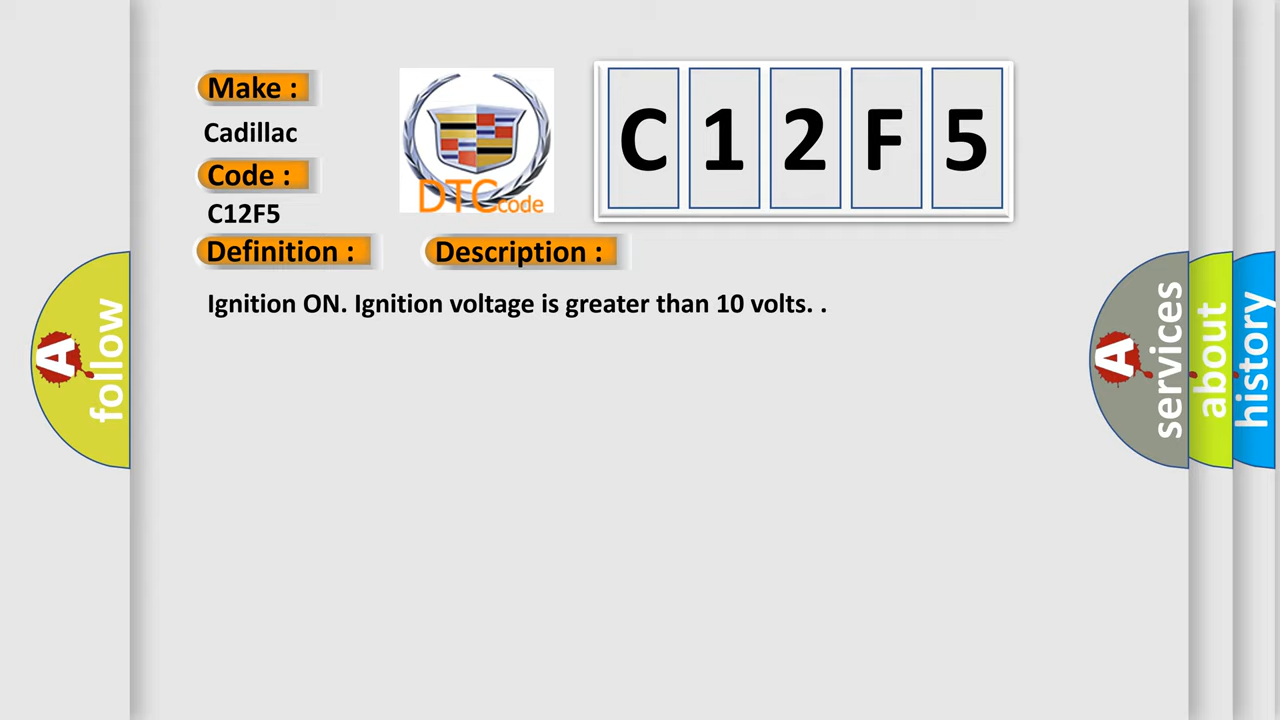 Make :
Cadillac
Code :
C12F5
Definition :
Description :
Ignition ON. Ignition voltage is greater than 10 volts. .
DTC code
C 1 2 F 5
A follow
A services
about
history